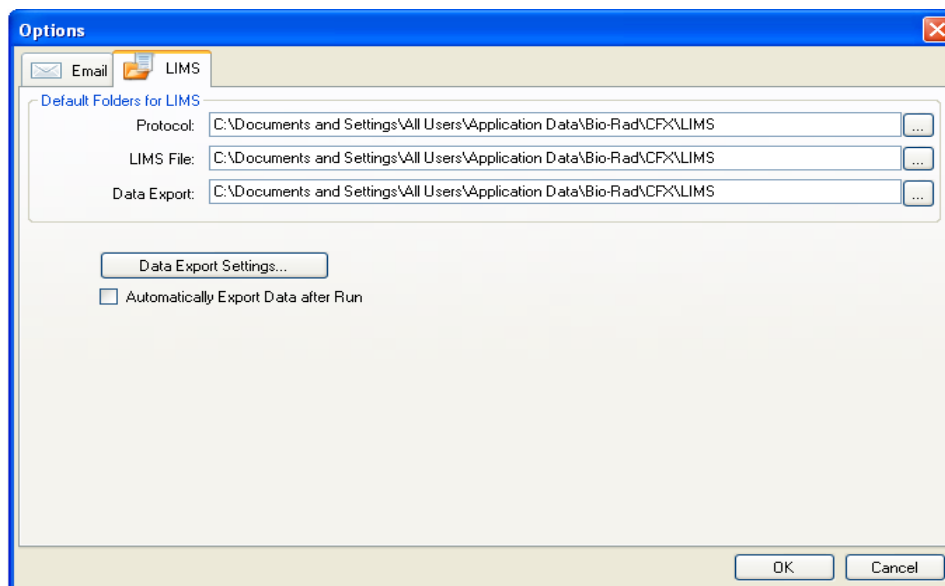 Options
Email
LIMS
Default Folders for LIMS
Protocol: C:\Documents and Settings\All Users\Application Data\Bio-Rad\CFX\LIMS ...
LIMS File: C:\Documents and Settings\All Users\Application Data\Bio-Rad\CFX\LIMS ...
Data Export: C:\Documents and Settings\All Users\Application Data\Bio-Rad\CFX\LIMS ...
Data Export Settings...
Automatically Export Data after Run
OK
Cancel